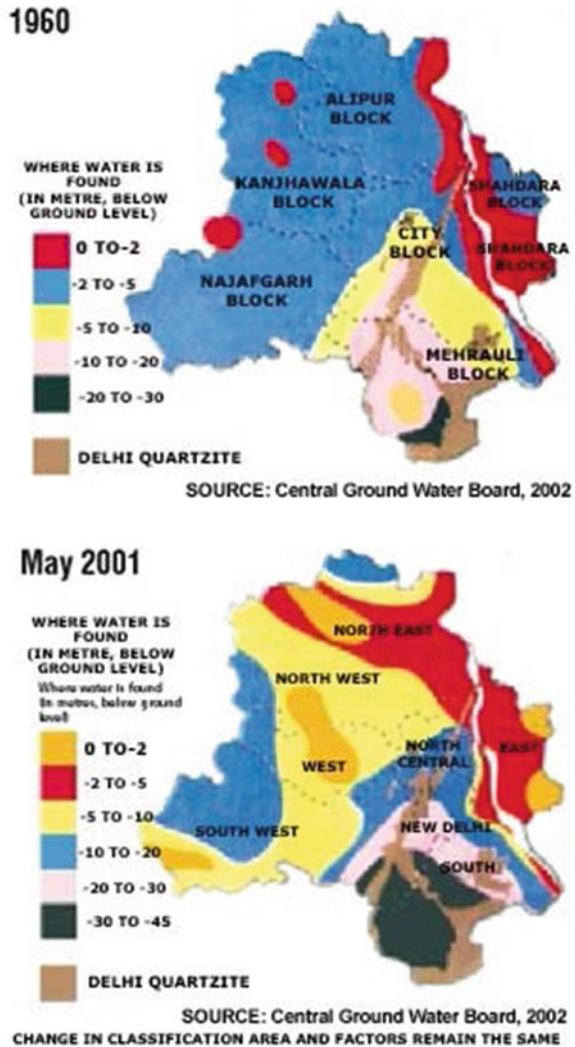 1960
ALIPUR
BLOCK
WHERE WATER IS
FOUND
(IN METRE, BELOW
GROUND LEVEL)
KANJHAWALA
BLOCK
SHAHDARA
BLOCK
CITY
BLOCK
SHAHDARA
BLOCK
0 TO-2
-2 TO -5
-5 TO -10
-10 TO -20
-20 TO -30
NAJAFGARH
BLOCK
MEHRAULI
BLOCK
DELHI QUARTZITE
SOURCE: Central Ground Water Board, 2002
May 2001
WHERE WATER IS
FOUND
(IN METRE, BELOW
GROUND LEVEL)
Where water is found
(in metres, below ground
level)
NORTH EAST
NORTH WEST
NORTH
CENTRAL
EAST
WEST
SOUTH WEST
NEW DELHI
SOUTH
0 TO-2
-2 TO -5
-5 TO -10
-10 TO -20
-20 TO -30
-30 TO -45
DELHI QUARTZITE
SOURCE: Central Ground Water Board, 2002
CHANGE IN CLASSIFICATION AREA AND FACTORS REMAIN THE SAME